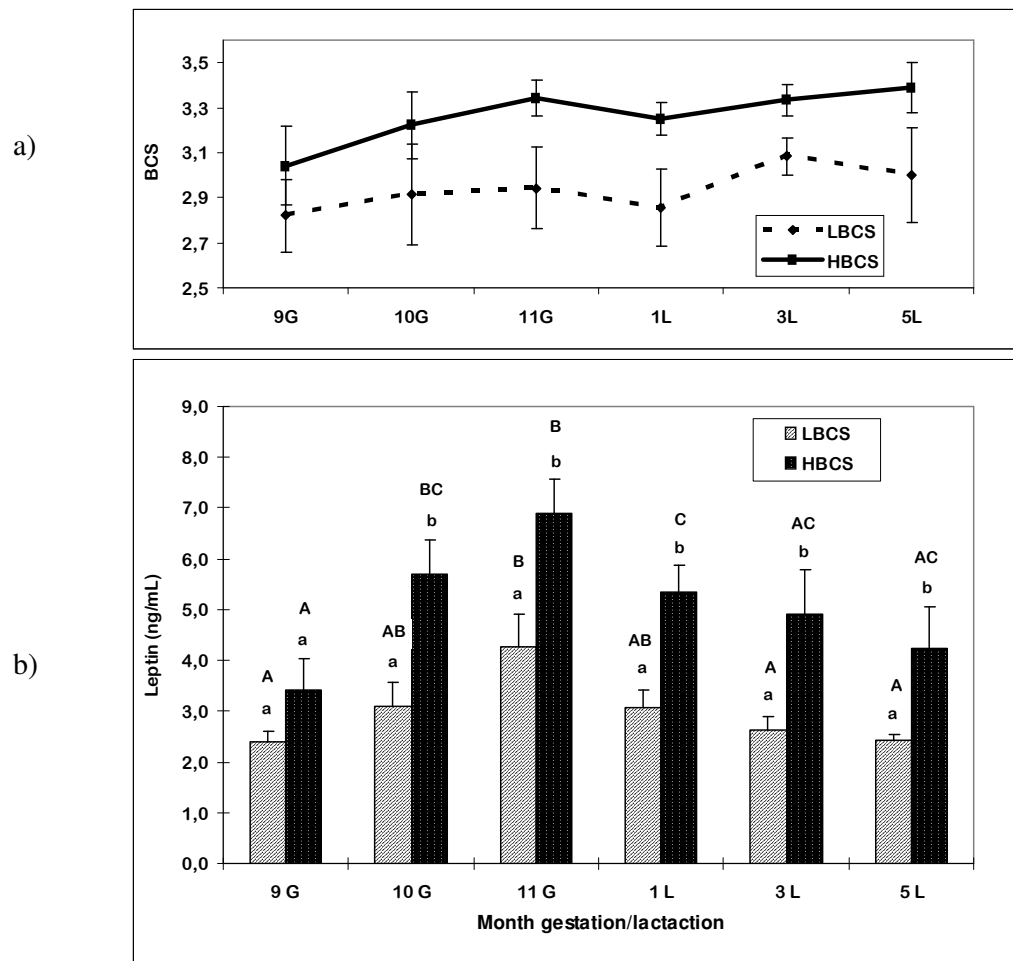 a)
BCS
3,5
3,3
3,1
2,9
2,7
2,5
LBCS
HBCS
9G 10G 11G 1L 3L 5L
b)
Leptin (ng/mL)
9,0
8,0
7,0
6,0
5,0
4,0
3,0
2,0
1,0
0,0
LBCS
HBCS
A
a
A
a
AB
a
BC
b
B
a
B
b
AB
a
C
b
A
a
AC
b
A
a
AC
b
9 G 10 G 11 G 1 L 3 L 5 L
Month gestation/lactaction